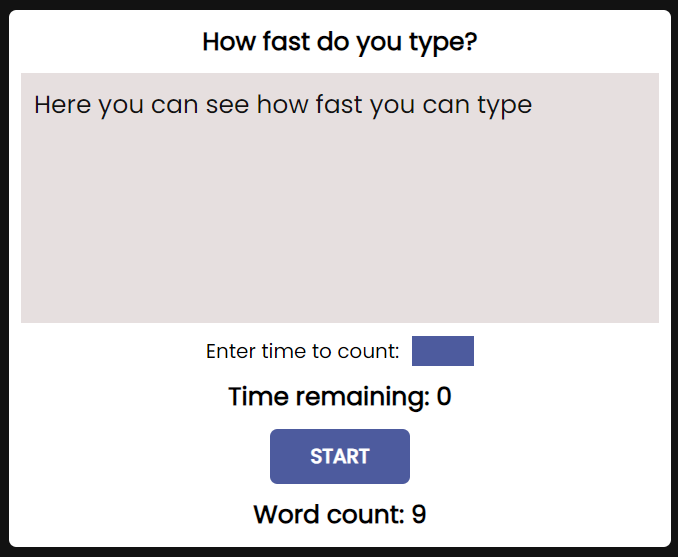 How fast do you type?
Here you can see how fast you can type
Enter time to count:
Time remaining: 0
START
Word count: 9